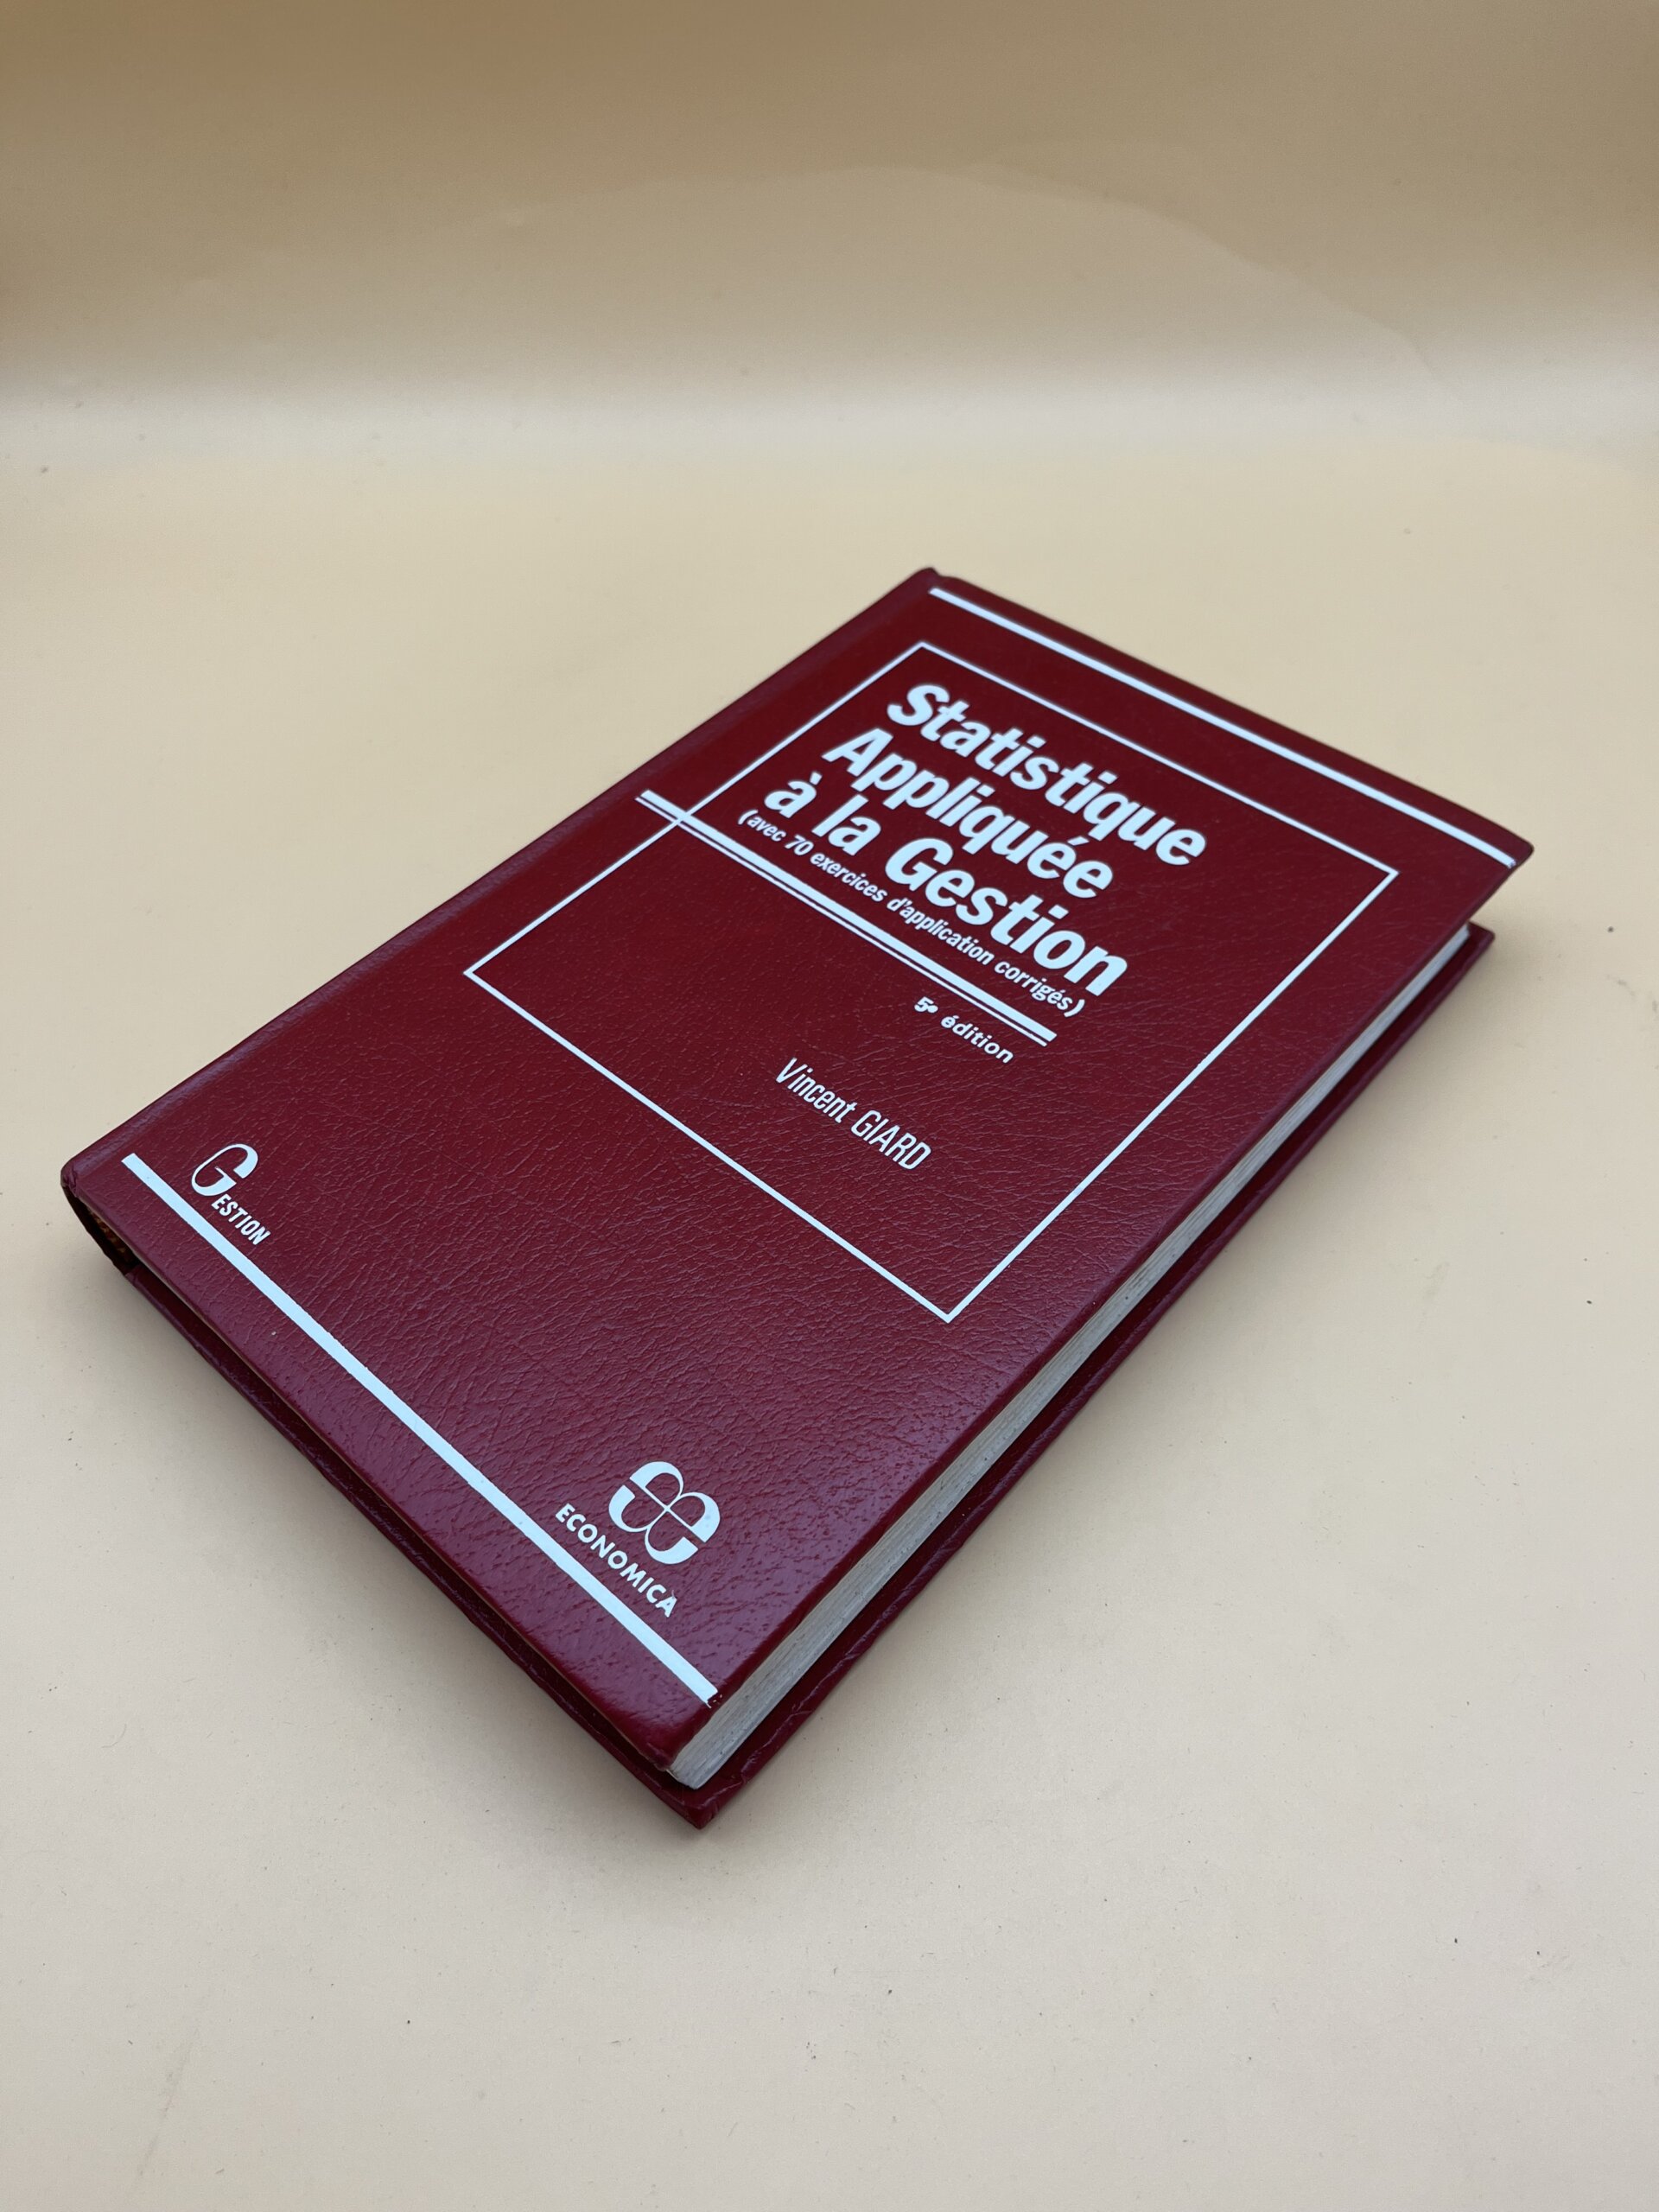 Statistique
Appliquée
à la Gestion
(avec 70 exercices d'application corrigés)
5e édition
Vincent GIARD
GESTION
ECONOMICA